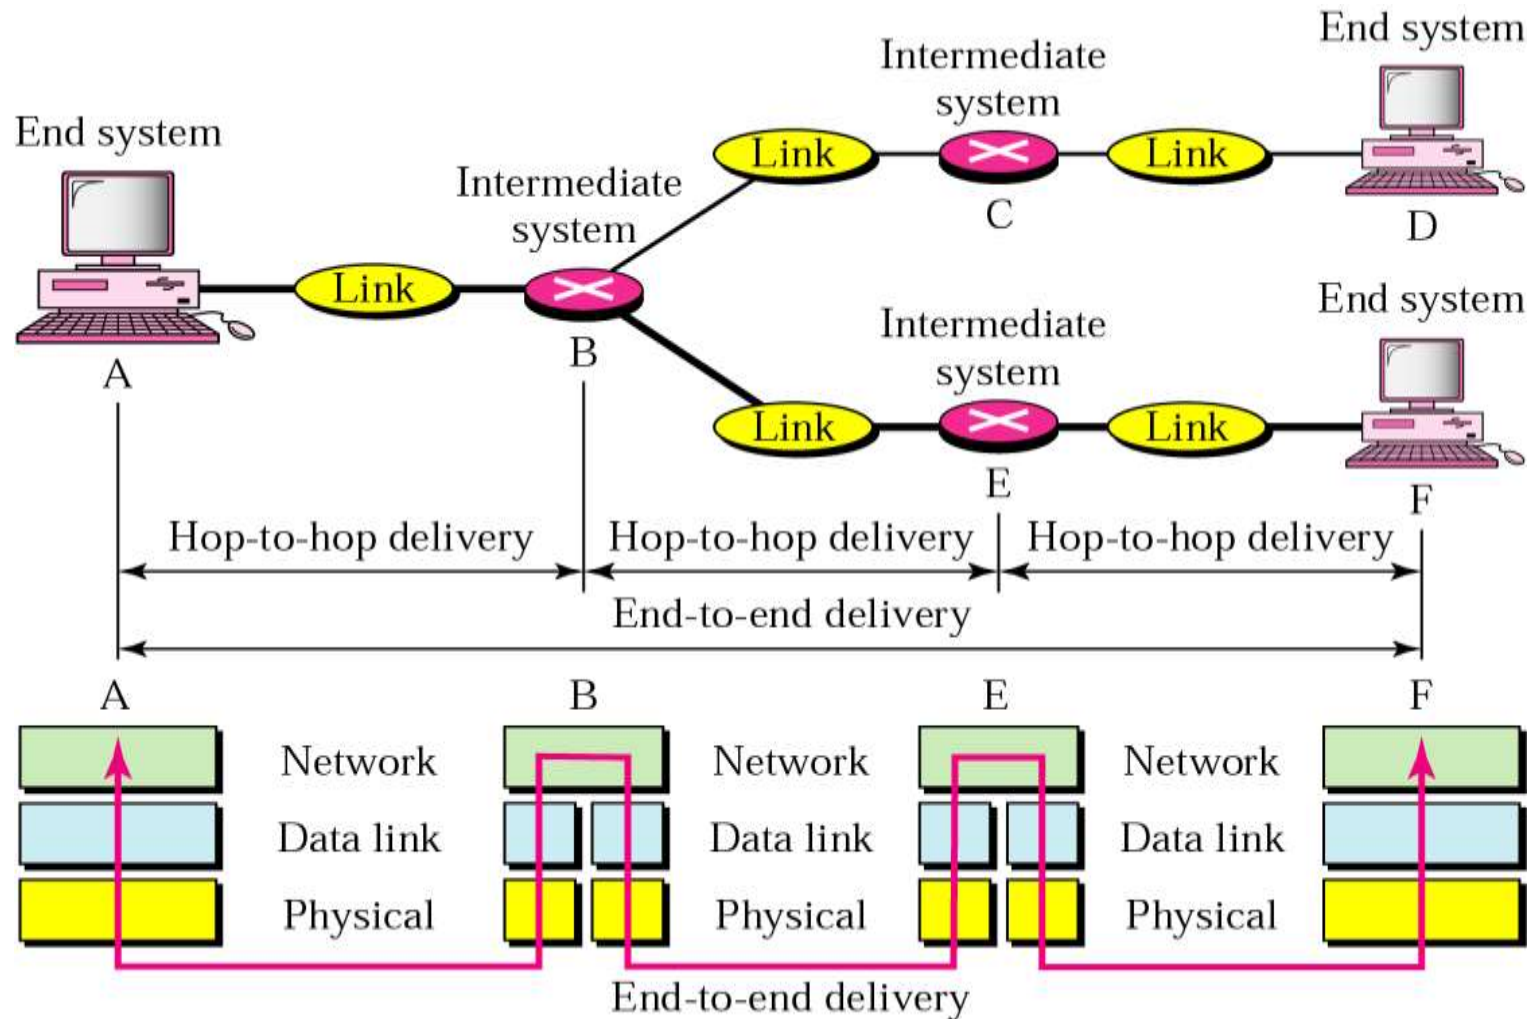 End system
Intermediate
system
End system
Link
Link
C
D
Intermediate
system
Link
B
A
Intermediate
system
End system
Link
Link
E
F
Hop-to-hop delivery
Hop-to-hop delivery
Hop-to-hop delivery
End-to-end delivery
A
B
E
F
Network
Network
Network
Data link
Data link
Data link
Physical
Physical
Physical
End-to-end delivery
End system